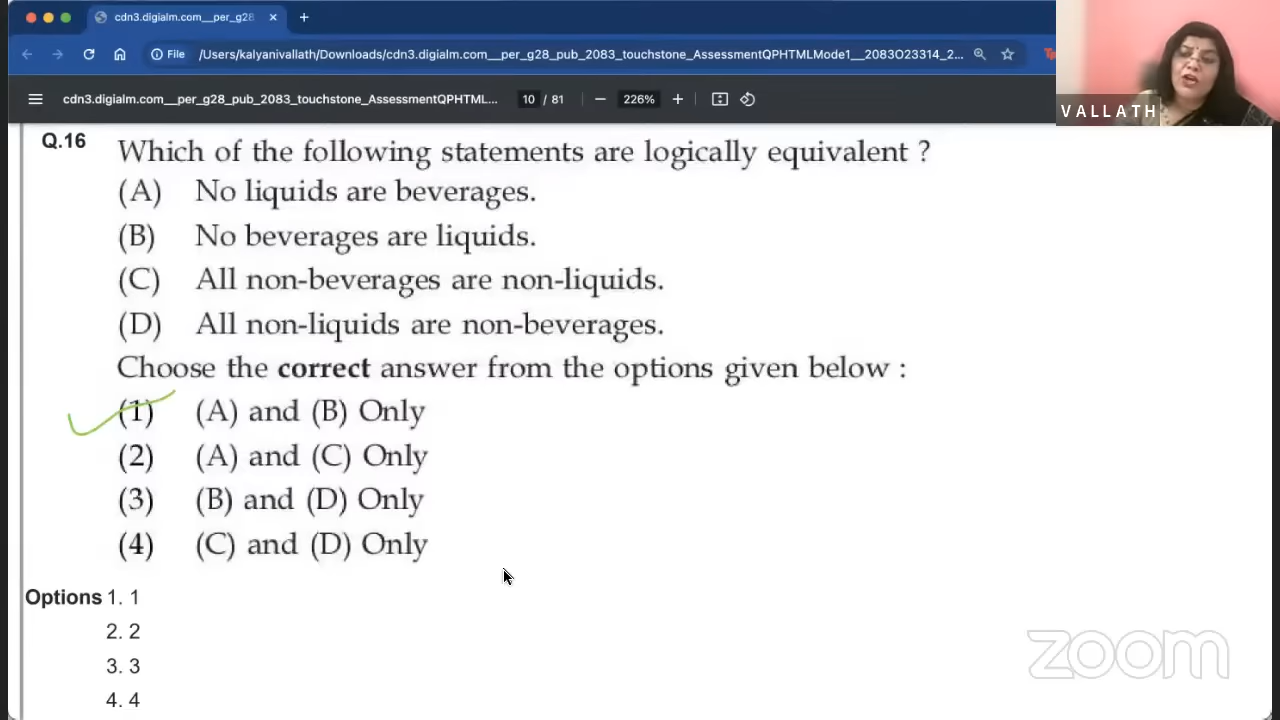 cdn3.digialm.com__per_g28
File /Users/kalyanivallath/Downloads/cdn3.digialm.com__per_g28_pub_2083_touchstone_AssessmentQPHTMLMode1__2083O23314_2...
cdn3.digialm.com__per_g28_pub_2083_touchstone_AssessmentQPHTML... 10 / 81 226%
VALLATH
Q.16 Which of the following statements are logically equivalent ?
(A) No liquids are beverages.
(B) No beverages are liquids.
(C) All non-beverages are non-liquids.
(D) All non-liquids are non-beverages.
Choose the correct answer from the options given below :
(1) (A) and (B) Only
(2) (A) and (C) Only
(3) (B) and (D) Only
(4) (C) and (D) Only
Options 1. 1
2. 2
3. 3
4. 4
zoom